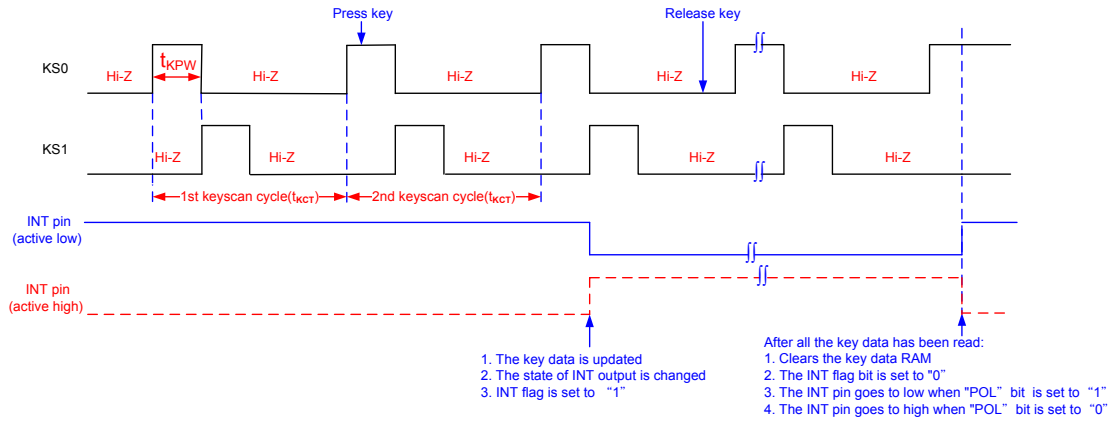 Press key
Release key
KS0
Hi-Z
tKPW
Hi-Z
Hi-Z
Hi-Z
Hi-Z
KS1
Hi-Z
Hi-Z
Hi-Z
Hi-Z
Hi-Z
1st keyscan cycle(tKCT)
2nd keyscan cycle(tKCT)
INT pin
(active low)
INT pin
(active high)
1. The key data is updated
2. The state of INT output is changed
3. INT flag is set to “1”
After all the key data has been read:
1. Clears the key data RAM
2. The INT flag bit is set to "0”
3. The INT pin goes to low when "POL” bit is set to “1”
4. The INT pin goes to high when "POL” bit is set to “0”